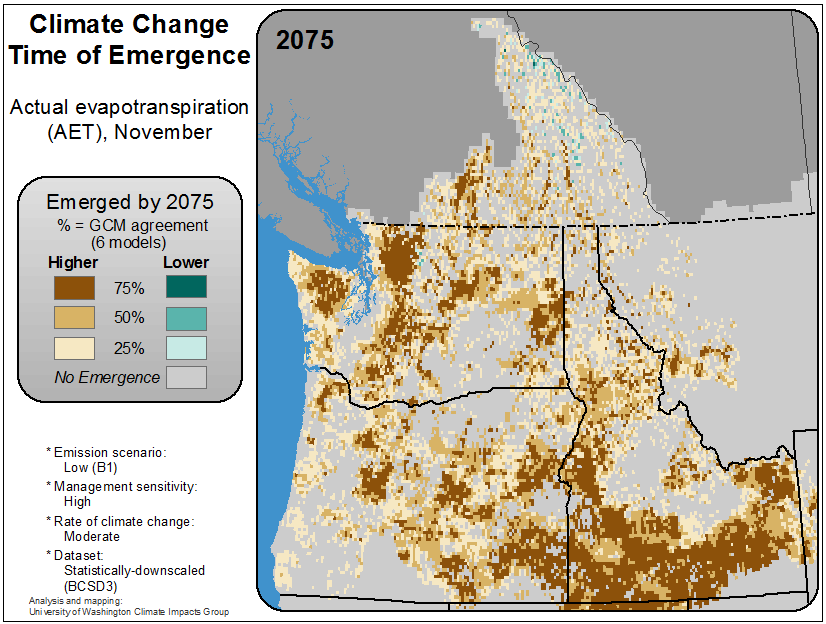 Climate Change
Time of Emergence
Actual evapotranspiration
(AET), November
Emerged by 2075
% = GCM agreement
(6 models)
Higher Lower
75%
50%
25%
No Emergence
* Emission scenario:
Low (B1)
* Management sensitivity:
High
* Rate of climate change:
Moderate
* Dataset:
Statistically-downscaled
(BCSD3)
Analysis and mapping:
University of Washington Climate Impacts Group
2075